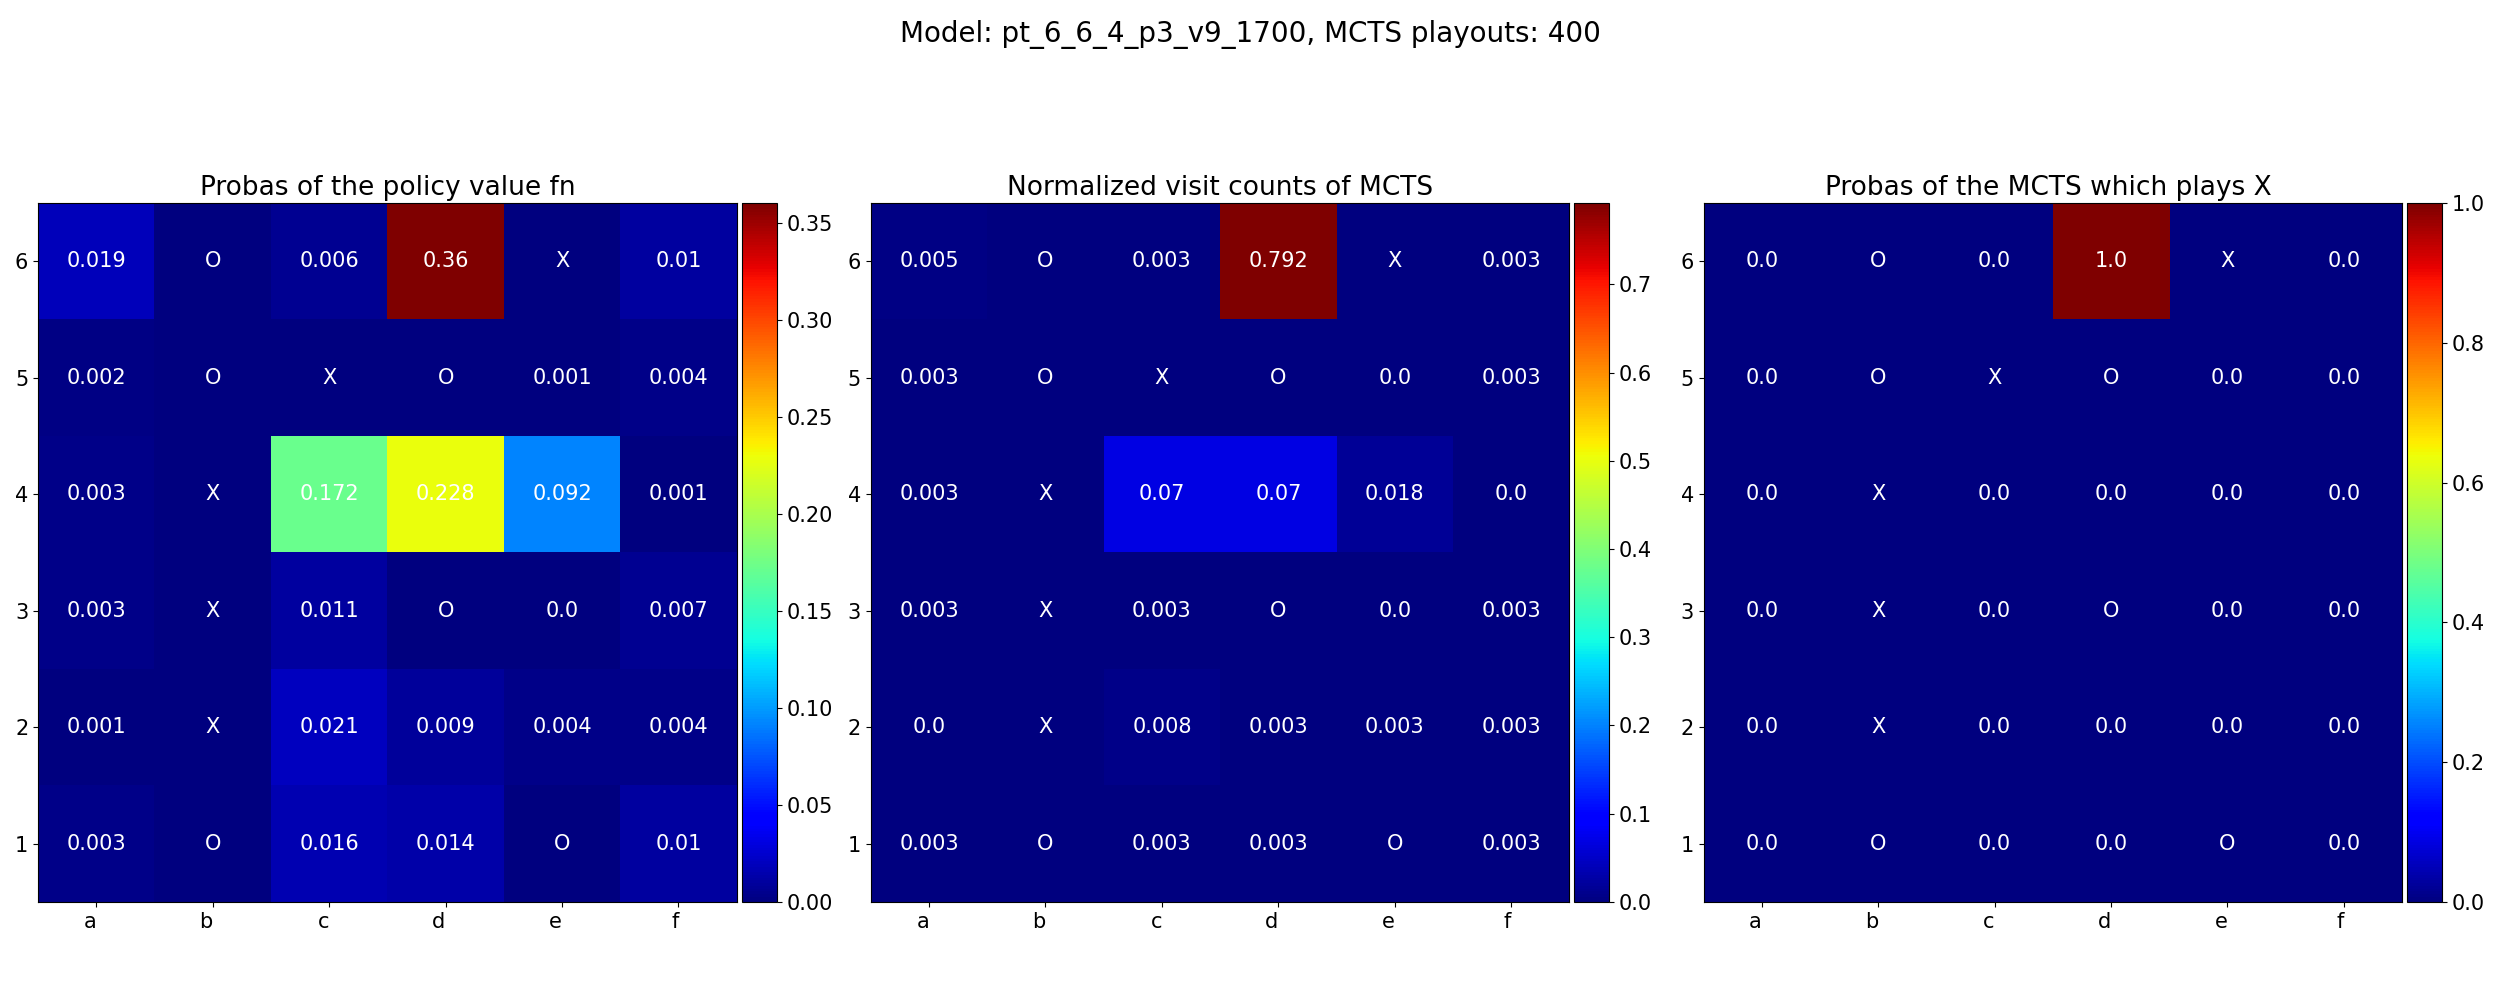 Model: pt_6_6_4_p3_v9_1700, MCTS playouts: 400
Probas of the policy value fn
6 0.019 O 0.006 0.36 X 0.01
5 0.002 O X O 0.001 0.004
4 0.003 X 0.172 0.228 0.092 0.001
3 0.003 X 0.011 O 0.0 0.007
2 0.001 X 0.021 0.009 0.004 0.004
1 0.003 O 0.016 0.014 O 0.01
a b c d e f
0.35
0.30
0.25
0.20
0.15
0.10
0.05
0.00
Normalized visit counts of MCTS
6 0.005 O 0.003 0.792 X 0.003
5 0.003 O X O 0.0 0.003
4 0.003 X 0.07 0.07 0.018 0.0
3 0.003 X 0.003 O 0.0 0.003
2 0.0 X 0.008 0.003 0.003 0.003
1 0.003 O 0.003 0.003 O 0.003
a b c d e f
0.7
0.6
0.5
0.4
0.3
0.2
0.1
0.0
Probas of the MCTS which plays X
6 0.0 O 0.0 1.0 X 0.0
5 0.0 O X O 0.0 0.0
4 0.0 X 0.0 0.0 0.0 0.0
3 0.0 X 0.0 O 0.0 0.0
2 0.0 X 0.0 0.0 0.0 0.0
1 0.0 O 0.0 0.0 O 0.0
a b c d e f
1.0
0.8
0.6
0.4
0.2
0.0